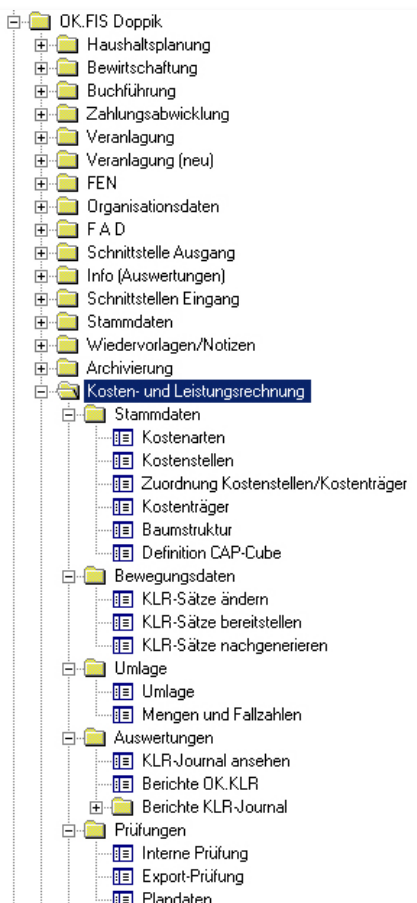 OK.FIS Doppik
Haushaltsplanung
Bewirtschaftung
Buchführung
Zahlungsabwicklung
Veranlagung
Veranlagung (neu)
FEN
Organisationsdaten
F A D
Schnittstelle Ausgang
Info (Auswertungen)
Schnittstellen Eingang
Stammdaten
Wiedervorlagen/Notizen
Archivierung
Kosten- und Leistungsrechnung
Stammdaten
Kostenarten
Kostenstellen
Zuordnung Kostenstellen/Kostenträger
Kostenträger
Baumstruktur
Definition CAP-Cube
Bewegungsdaten
KLR-Sätze ändern
KLR-Sätze bereitstellen
KLR-Sätze nachgenerieren
Umlage
Umlage
Mengen und Fallzahlen
Auswertungen
KLR-Journal ansehen
Berichte OK.KLR
Berichte KLR-Journal
Prüfungen
Interne Prüfung
Export-Prüfung
Plandaten